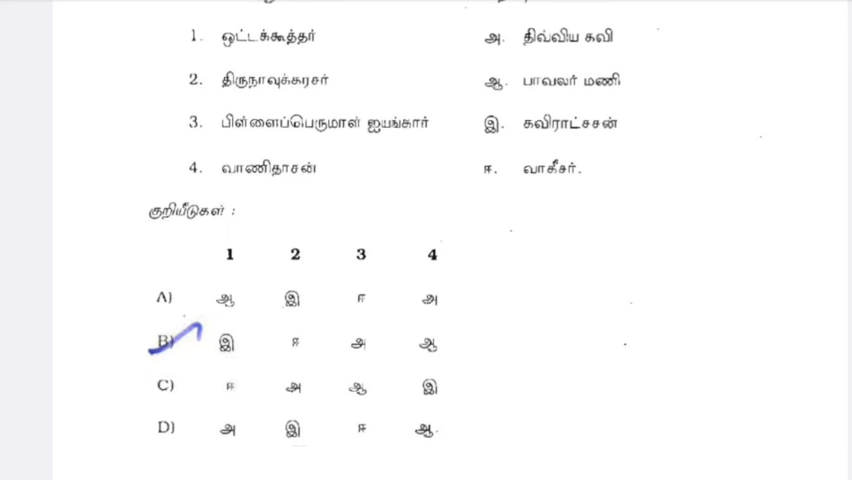 1. ஒட்டக்கூத்தர் அ. திவ்விய கவி
2. திருநாவுக்கரசர் ஆ. பாவலர் மணி
3. பிள்ளைப்பெருமாள் ஐயங்கார் இ. கவிராட்சசன்
4. வாணிதாசன் ஈ. வாகீசர்.
குறியீடுகள் :
1 2 3 4
A) ஆ இ ஈ அ
B) இ ஈ அ ஆ
C) ஈ அ ஆ இ
D) அ இ ஈ ஆ.